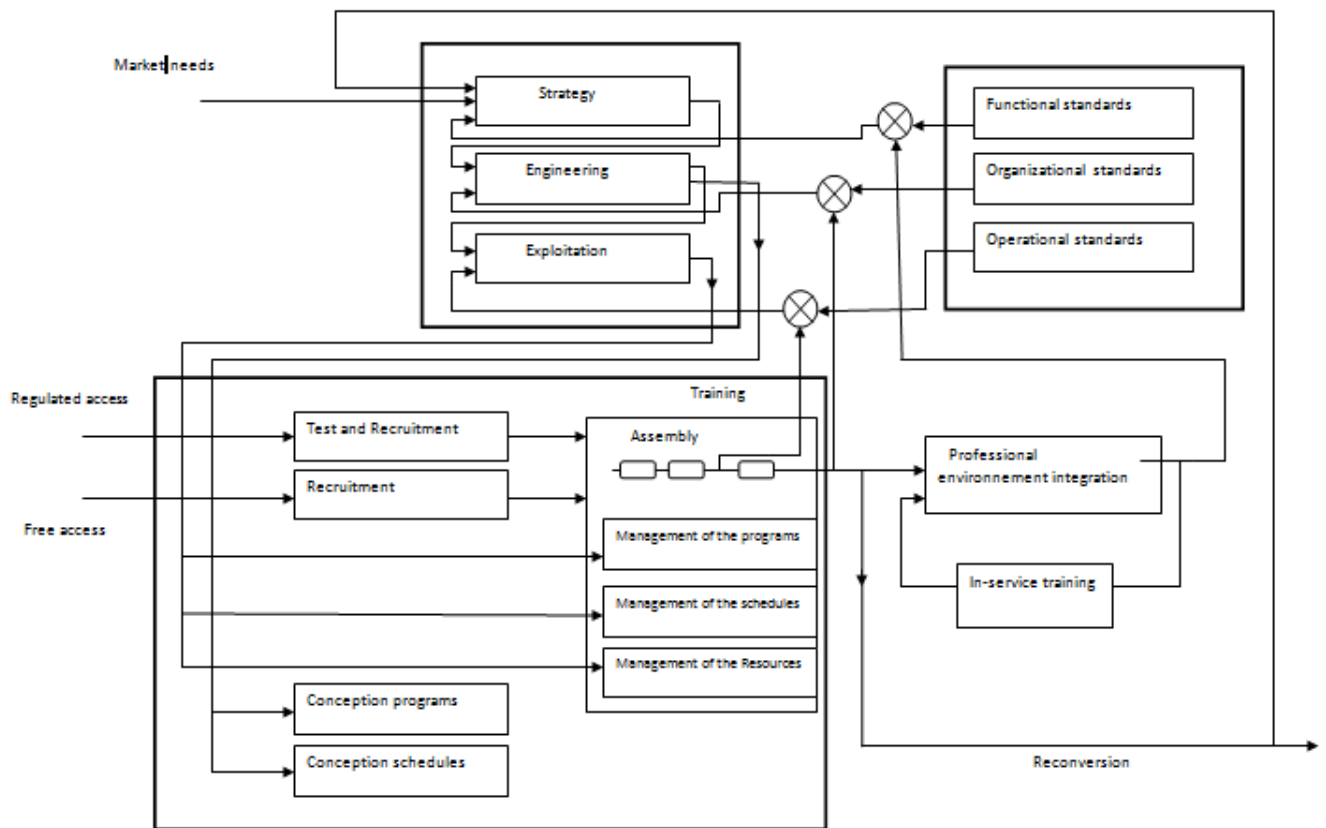 Market needs
Strategy
Functional standards
Engineering
Organizational standards
Exploitation
Operational standards
Training
Regulated access
Test and Recruitment
Assembly
Professional
environnement integration
Recruitment
Free access
Management of the programs
In-service training
Management of the schedules
Management of the Resources
Conception programs
Conception schedules
Reconversion